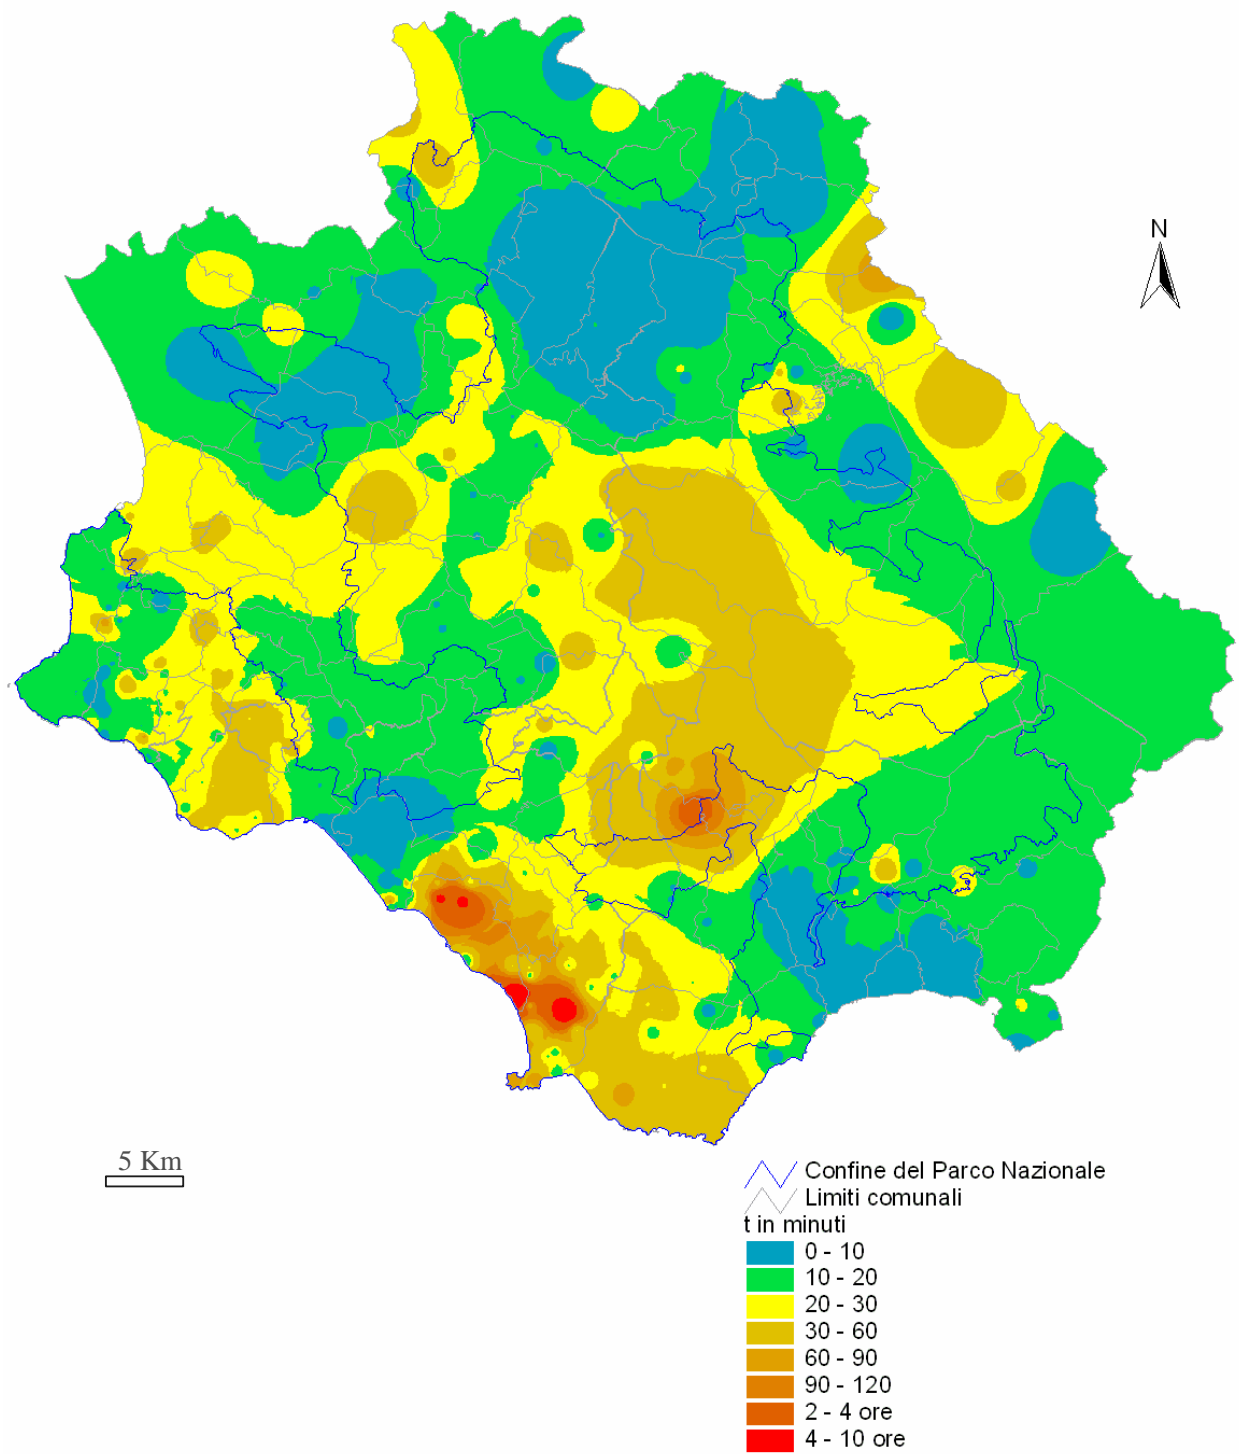 N
5 Km
Confine del Parco Nazionale
Limiti comunali
t in minuti
0 - 10
10 - 20
20 - 30
30 - 60
60 - 90
90 - 120
2 - 4 ore
4 - 10 ore